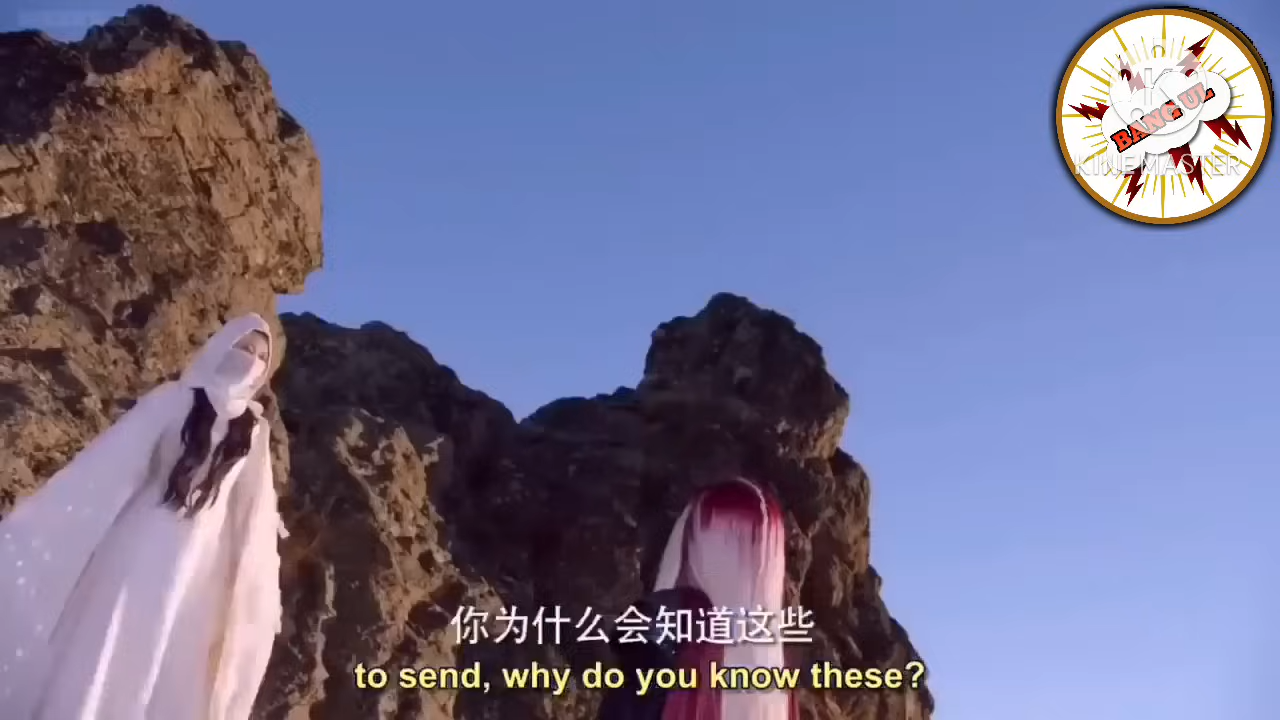 BANG UL
KINEMASTER
你为什么会知道这些
to send, why do you know these?